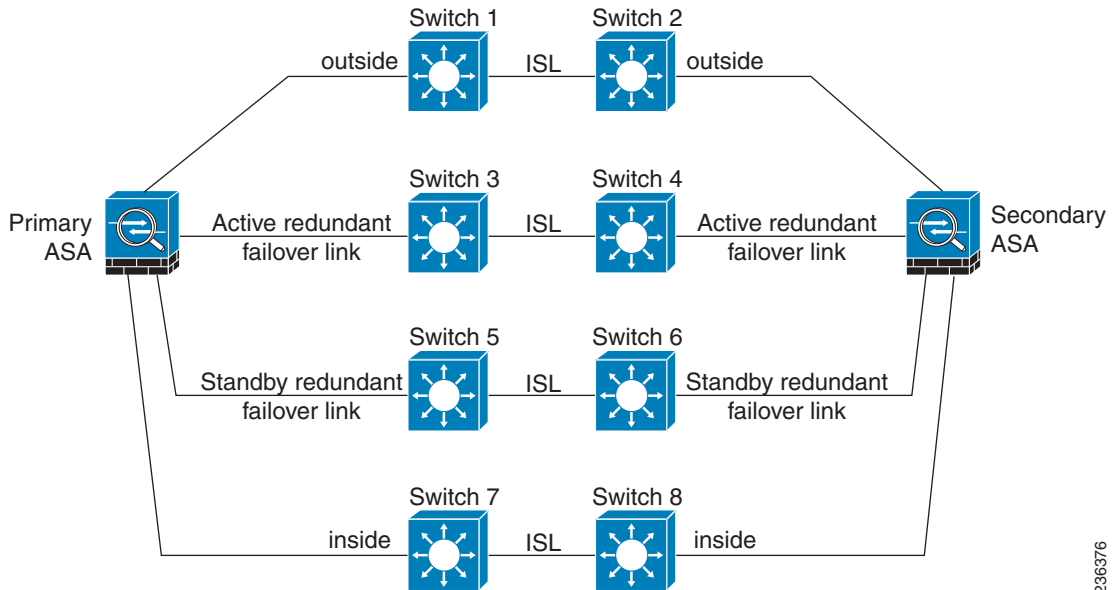 Switch 1
Switch 2
outside
ISL
outside
Switch 3
Switch 4
Primary
ASA
Active redundant
failover link
ISL
Active redundant
failover link
Secondary
ASA
Switch 5
Switch 6
Standby redundant
failover link
ISL
Standby redundant
failover link
Switch 7
Switch 8
inside
ISL
inside
236376